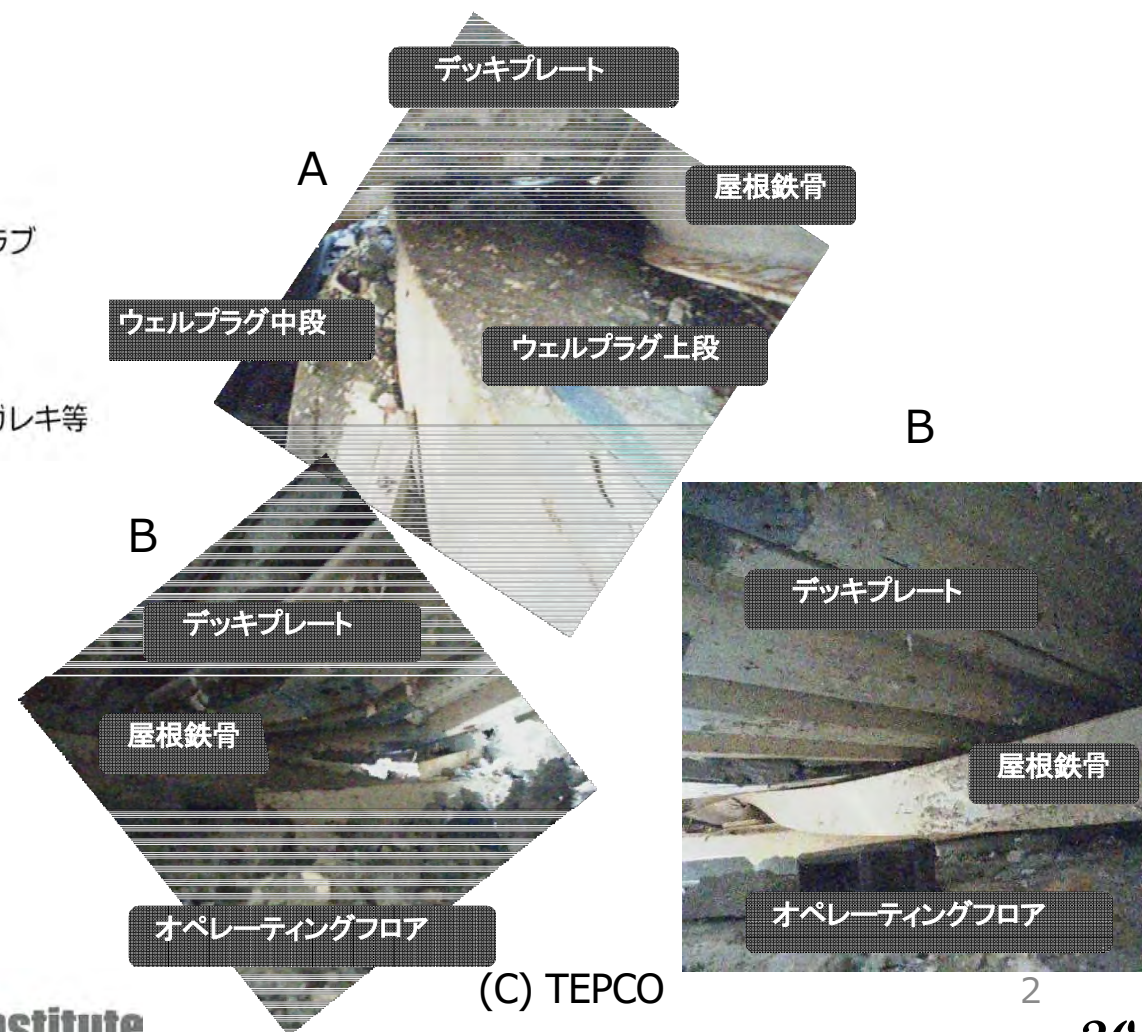 デッキプレート
A
屋根鉄骨
ラブ
ウェルプラグ中段
ウェルプラグ上段
ガレキ等
B
B
デッキプレート
デッキプレート
屋根鉄骨
屋根鉄骨
オペレーティングフロア
オペレーティングフロア
(C) TEPCO
2